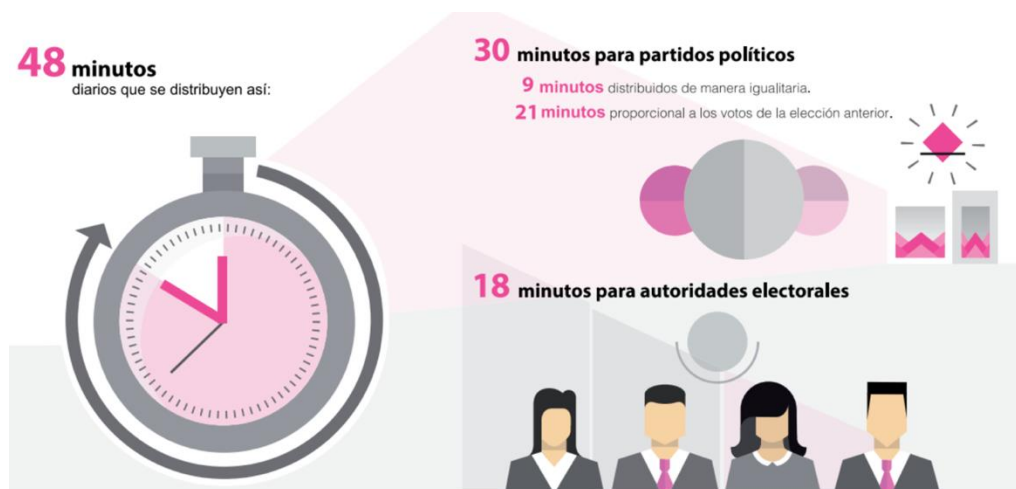 48 minutos
diarios que se distribuyen así:
30 minutos para partidos políticos
9 minutos distribuidos de manera igualitaria.
21 minutos proporcional a los votos de la elección anterior.
18 minutos para autoridades electorales